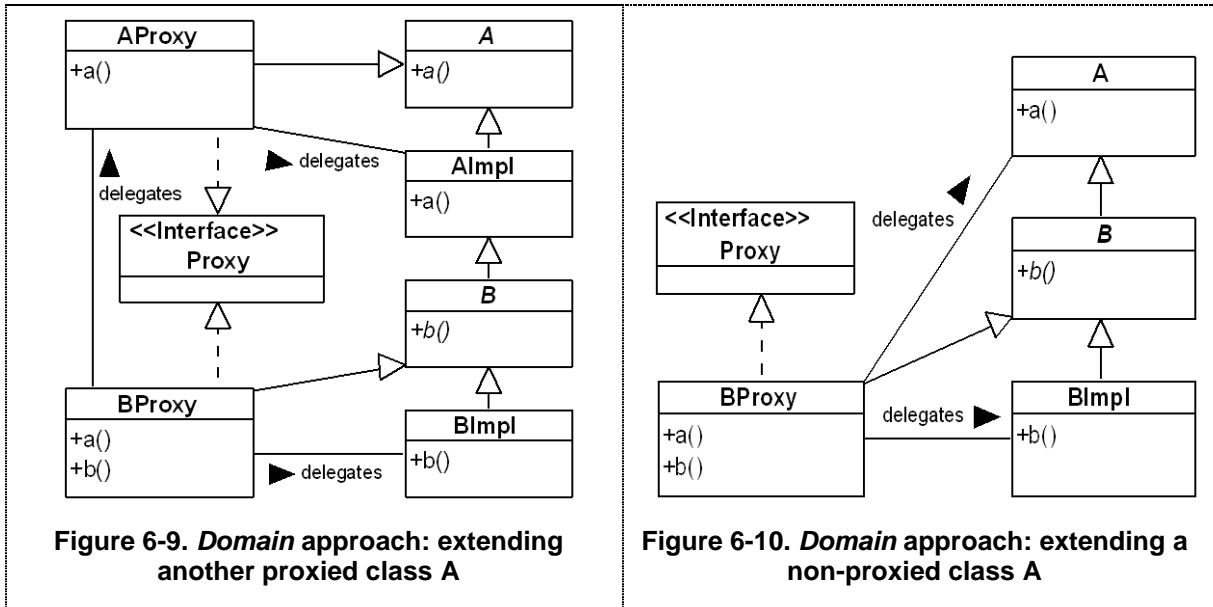 AProxy
+a()
A
+a()
delegates
delegates
AImpl
+a()
<<Interface>>
Proxy
B
+b()
BProxy
+a()
+b()
delegates
BImpl
+b()
Figure 6-9. Domain approach: extending
another proxied class A
A
+a()
delegates
<<Interface>>
Proxy
B
+b()
BProxy
+a()
+b()
delegates
BImpl
+b()
Figure 6-10. Domain approach: extending a
non-proxied class A